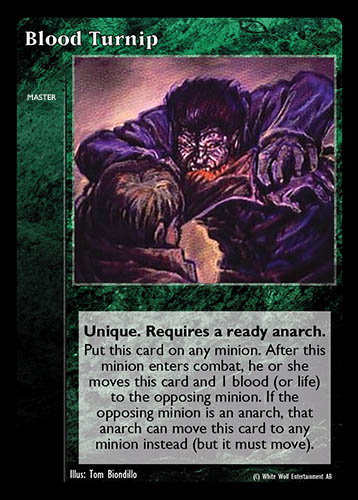 Blood Turnip
MASTER
Unique. Requires a ready anarch.
Put this card on any minion. After this
minion enters combat, he or she
moves this card and 1 blood (or life)
to the opposing minion. If the
opposing minion is an anarch, that
anarch can move this card to any
minion instead (but it must move).
Illus: Tom Biondillo
(C) White Wolf Entertainment AB